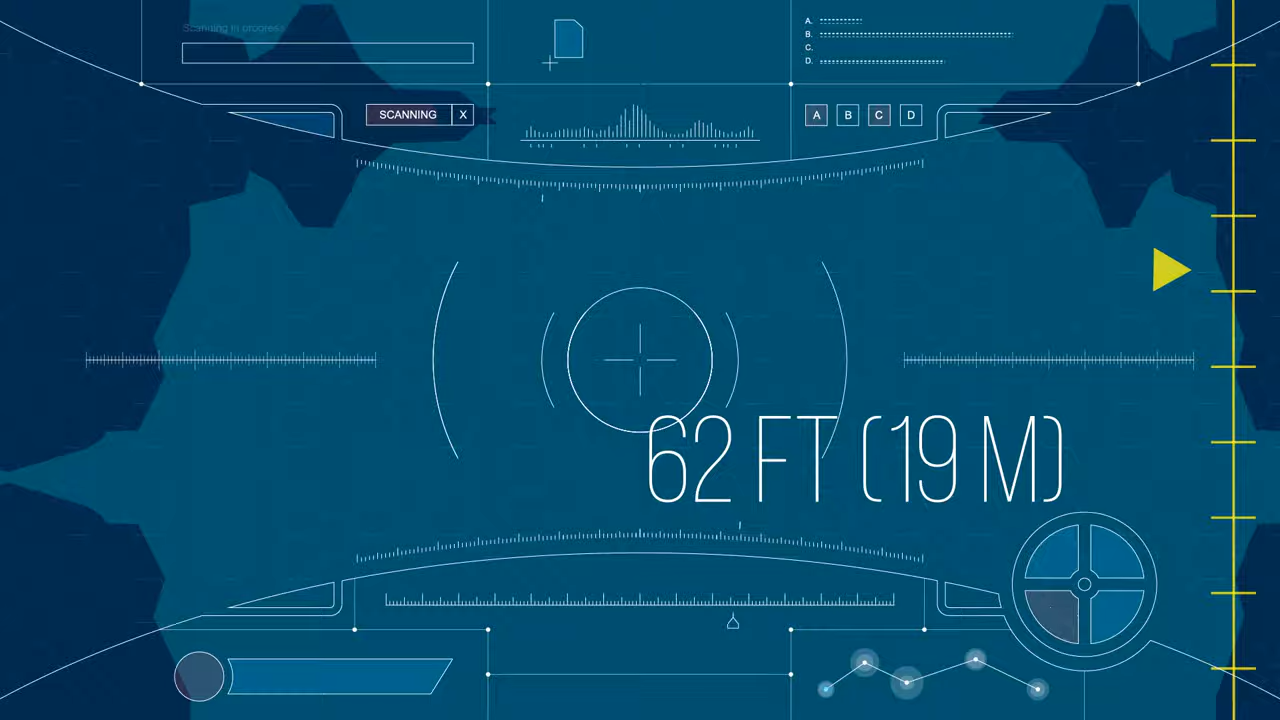 Scanning in progress
A.
B.
C.
D.
SCANNING X
A B C D
62 FT (19 M)